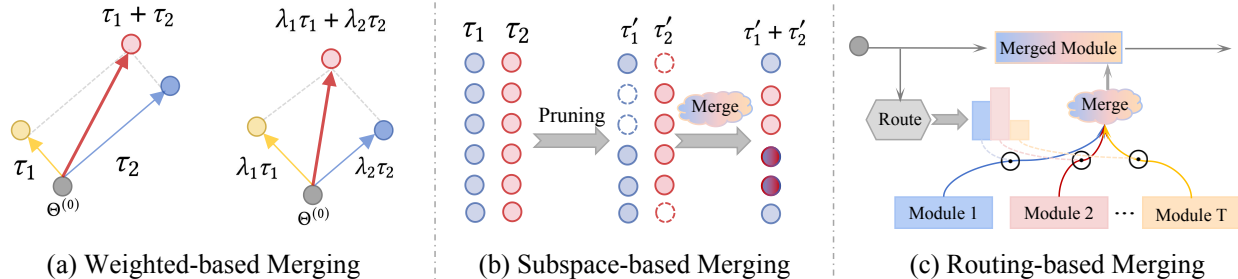 τ₁ + τ₂
τ₁
τ₂
Θ⁽⁰⁾
λ₁τ₁ + λ₂τ₂
λ₁τ₁
λ₂τ₂
Θ⁽⁰⁾
(a) Weighted-based Merging
τ₁ τ₂
Pruning
τ₁′ τ₂′
Merge
τ₁′ + τ₂′
(b) Subspace-based Merging
Merged Module
Route
Merge
Module 1
Module 2
···
Module T
(c) Routing-based Merging